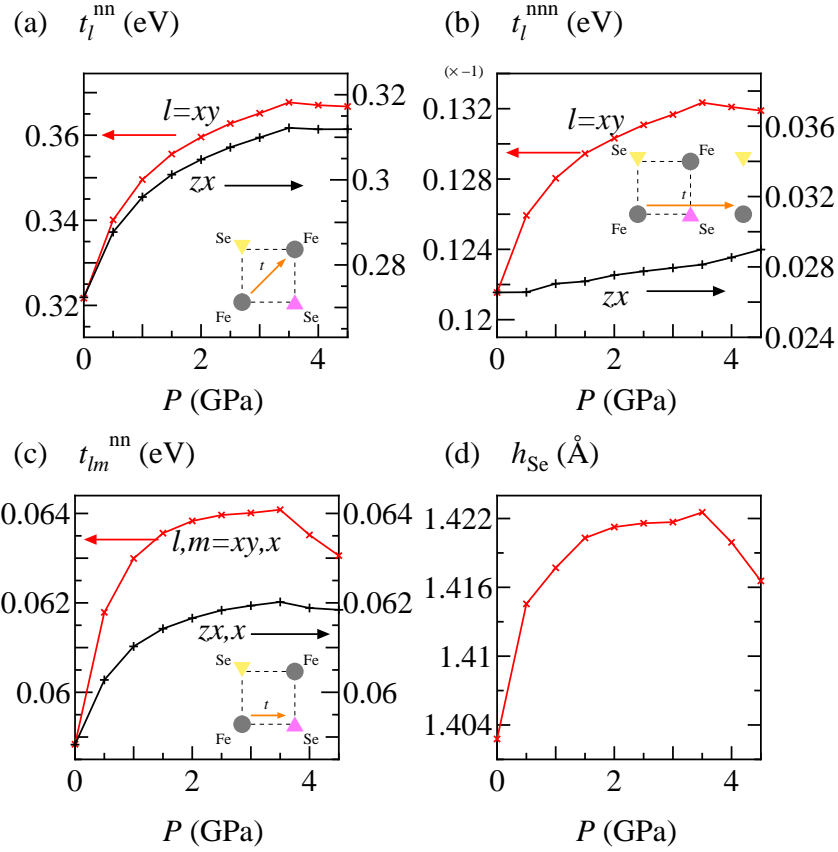 (a) t_l^nn (eV)
l=xy
zx
0.36
0.34
0.32
0.32
0.3
0.28
Se
Fe
t
Fe
Se
0
2
4
P (GPa)
(b) t_l^nnn (eV)
(×−1)
l=xy
zx
0.132
0.128
0.124
0.12
0.036
0.032
0.028
0.024
Se
Fe
t
Fe
Se
0
2
4
P (GPa)
(c) t_lm^nn (eV)
l,m=xy,x
zx,x
0.064
0.062
0.06
0.064
0.062
0.06
Se
Fe
t
Fe
Se
0
2
4
P (GPa)
(d) h_Se (Å)
1.422
1.416
1.41
1.404
0
2
4
P (GPa)